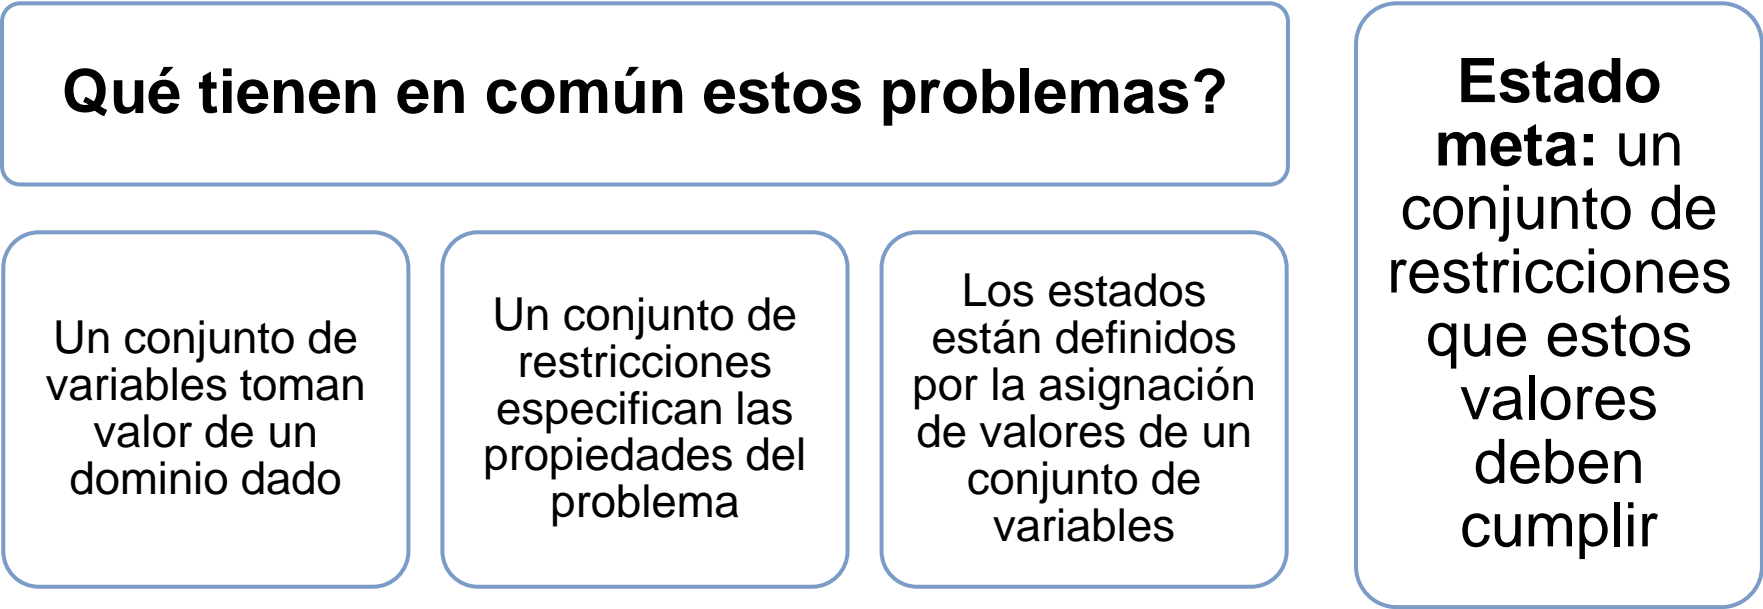 Qué tienen en común estos problemas?
Un conjunto de
variables toman
valor de un
dominio dado
Un conjunto de
restricciones
especifican las
propiedades del
problema
Los estados
están definidos
por la asignación
de valores de un
conjunto de
variables
Estado
meta: un
conjunto de
restricciones
que estos
valores
deben
cumplir